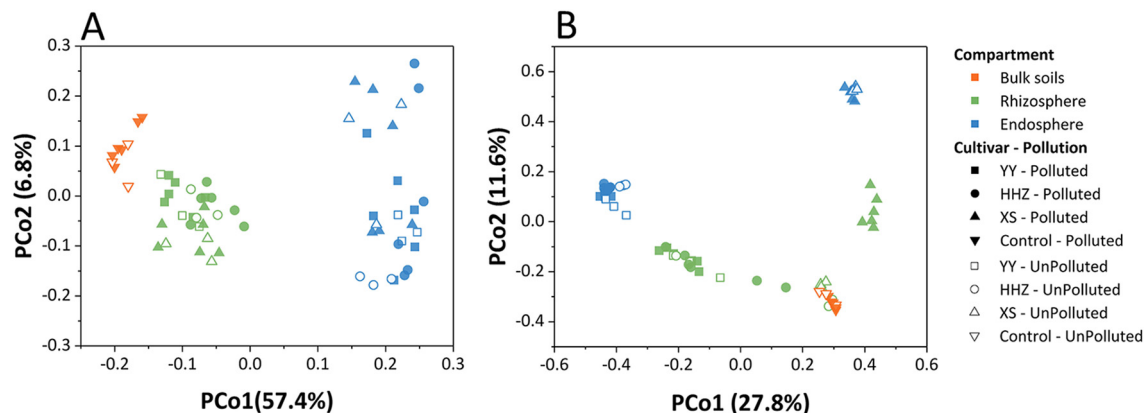 A
B
0.3
0.2
0.1
0.0
-0.1
-0.2
-0.3
PCo2 (6.8%)
-0.2 -0.1 0.0 0.1 0.2 0.3
PCo1(57.4%)
0.6
0.4
0.2
0.0
-0.2
-0.4
PCo2 (11.6%)
-0.6 -0.4 -0.2 0.0 0.2 0.4 0.6
PCo1 (27.8%)
Compartment
Bulk soils
Rhizosphere
Endosphere
Cultivar - Pollution
YY - Polluted
HHZ - Polluted
XS - Polluted
Control - Polluted
YY - UnPolluted
HHZ - UnPolluted
XS - UnPolluted
Control - UnPolluted